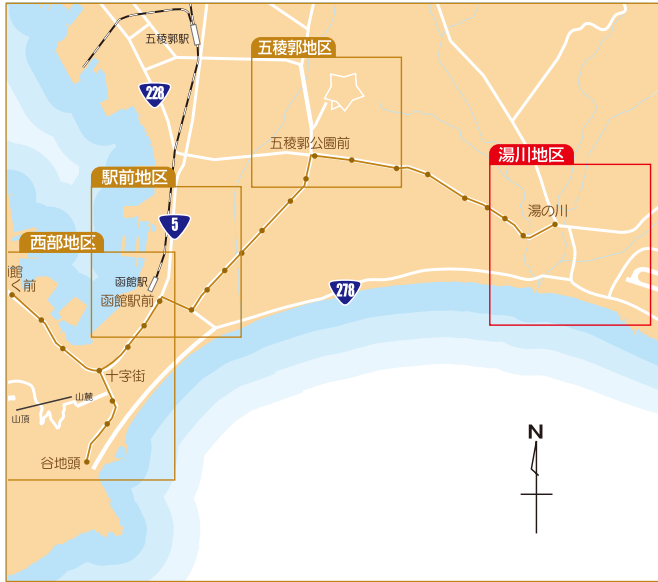 五稜郭駅
五稜郭地区
228
五稜郭公園前
湯川地区
駅前地区
湯の川
5
西部地区
函館駅
278
函館駅前
館
前
十字街
山麓
山頂
谷地頭
N